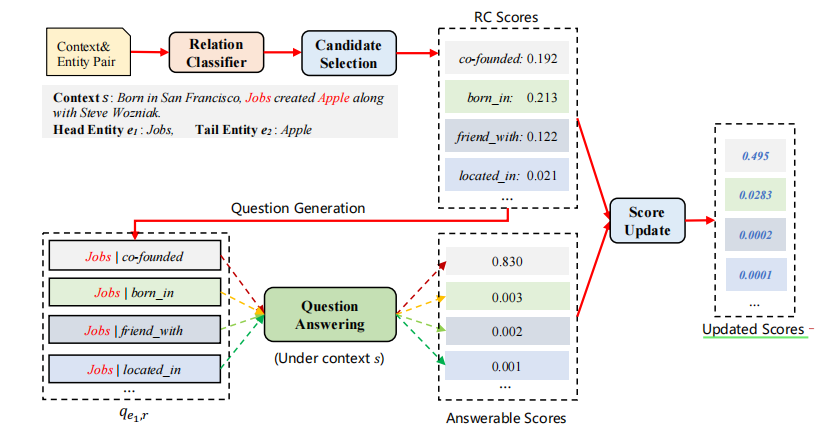 Context&
Entity Pair
Relation
Classifier
Candidate
Selection
RC Scores
co-founded: 0.192
born_in: 0.213
friend_with: 0.122
located_in: 0.021
...
Context s : Born in San Francisco, Jobs created Apple along
with Steve Wozniak.
Head Entity e₁ : Jobs, Tail Entity e₂ : Apple
Question Generation
Jobs | co-founded
Jobs | born_in
Jobs | friend_with
Jobs | located_in
...
qe₁,r
Question
Answering
(Under context s)
0.830
0.003
0.002
0.001
...
Answerable Scores
Score
Update
0.495
0.0283
0.0002
0.0001
...
Updated Scores